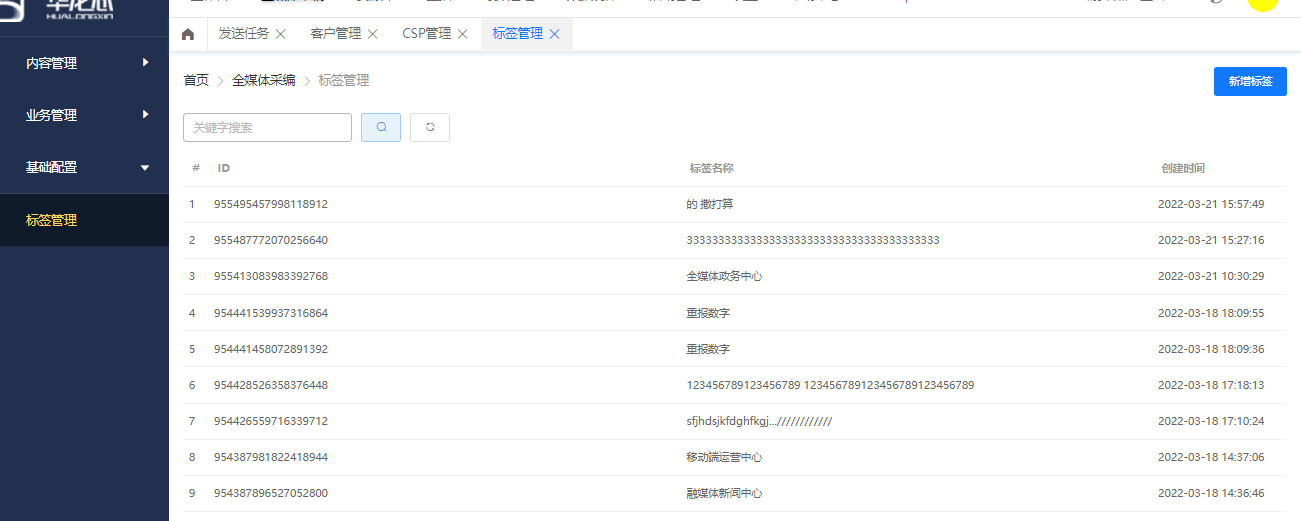 HUALONGXIN
发送任务 客户管理 CSP管理 标签管理
内容管理
业务管理
基础配置
标签管理
首页 全媒体采编 标签管理
新增标签
关键字搜索
# ID 标签名称 创建时间
1 955495457998118912 的 撒打算 2022-03-21 15:57:49
2 955487772070256640 3333333333333333333333333333333333333333 2022-03-21 15:27:16
3 955413083983392768 全媒体政务中心 2022-03-21 10:30:29
4 954441539937316864 重报数字 2022-03-18 18:09:55
5 954441458072891392 重报数字 2022-03-18 18:09:36
6 954428526358376448 123456789123456789 123456789123456789123456789 2022-03-18 17:18:13
7 954426559716339712 sfjhdsjkfdghfkgj...//////////// 2022-03-18 17:10:24
8 954387981822418944 移动端运营中心 2022-03-18 14:37:06
9 954387896527052800 融媒体新闻中心 2022-03-18 14:36:46